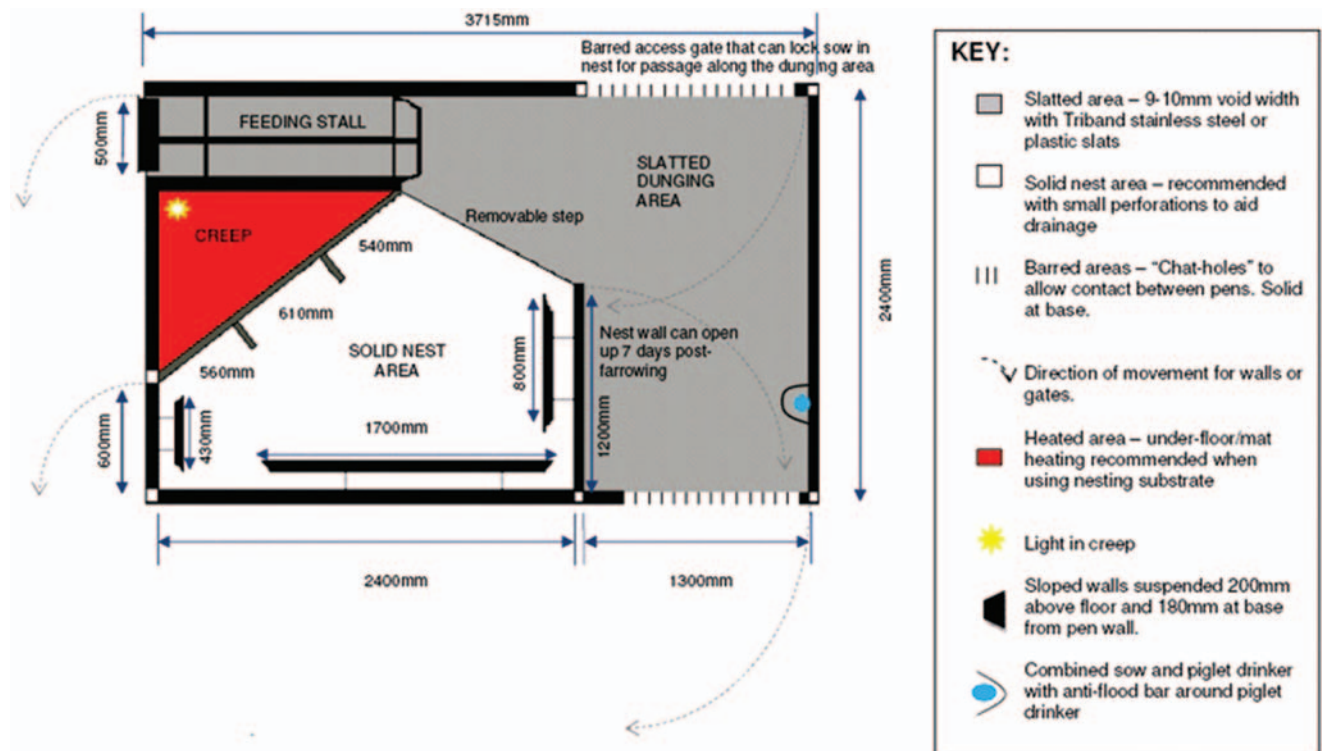 3715mm
Barred access gate that can lock sow in
nest for passage along the dunging area
500mm
FEEDING STALL
SLATTED
DUNGING
AREA
Removable step
CREEP
540mm
610mm
560mm
SOLID NEST
AREA
Nest wall can open
up 7 days post-
farrowing
800mm
1200mm
2400mm
600mm
430mm
1700mm
2400mm
1300mm
KEY:
Slatted area – 9-10mm void width
with Triband stainless steel or
plastic slats
Solid nest area – recommended
with small perforations to aid
drainage
Barred areas – “Chat-holes” to
allow contact between pens. Solid
at base.
Direction of movement for walls or
gates.
Heated area – under-floor/mat
heating recommended when
using nesting substrate
Light in creep
Sloped walls suspended 200mm
above floor and 180mm at base
from pen wall.
Combined sow and piglet drinker
with anti-flood bar around piglet
drinker